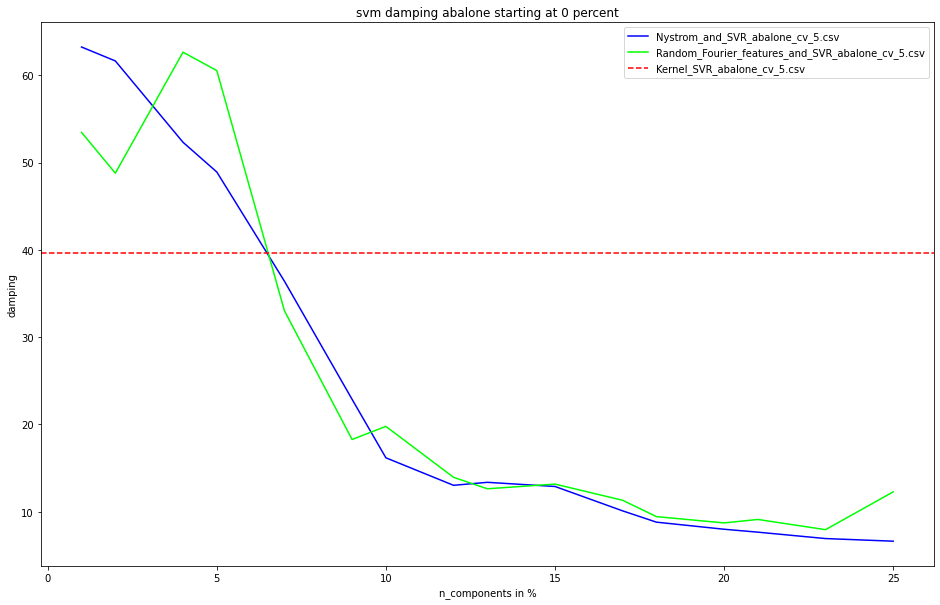 svm damping abalone starting at 0 percent
Nystrom_and_SVR_abalone_cv_5.csv
Random_Fourier_features_and_SVR_abalone_cv_5.csv
Kernel_SVR_abalone_cv_5.csv
60
50
40
30
20
10
damping
0 5 10 15 20 25
n_components in %